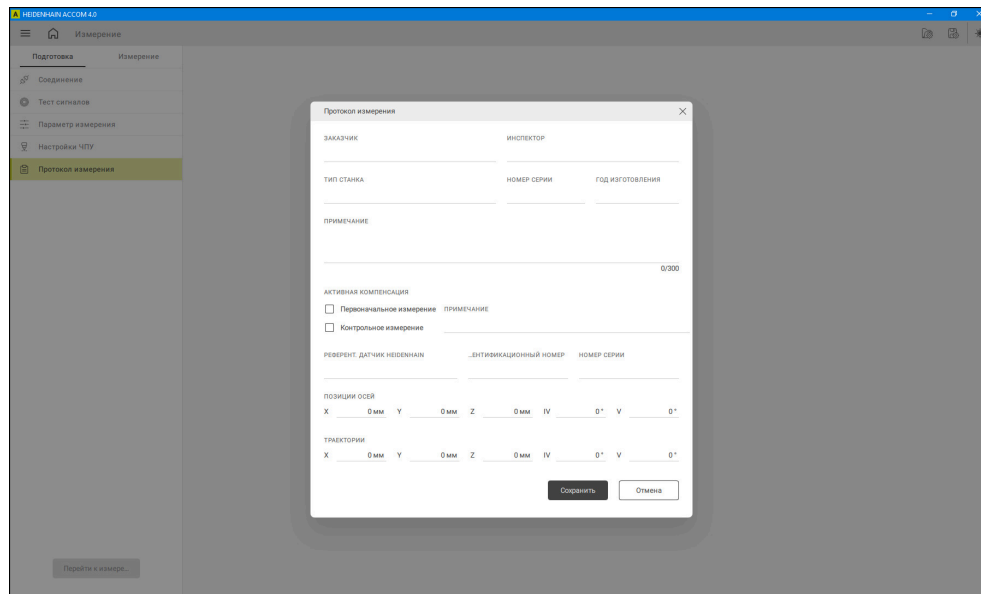 HEIDENHAIN ACCOM 4.0
Измерение
Подготовка Измерение
Соединение
Тест сигналов
Параметр измерения
Настройки ЧПУ
Протокол измерения
Протокол измерения
ЗАКАЗЧИК ИНСПЕКТОР
ТИП СТАНКА НОМЕР СЕРИИ ГОД ИЗГОТОВЛЕНИЯ
ПРИМЕЧАНИЕ
0/300
АКТИВНАЯ КОМПЕНСАЦИЯ
Первоначальное измерение ПРИМЕЧАНИЕ
Контрольное измерение
РЕФЕРЕНТ. ДАТЧИК HEIDENHAIN ..ЕНТИФИКАЦИОННЫЙ НОМЕР НОМЕР СЕРИИ
ПОЗИЦИИ ОСЕЙ
X 0 мм Y 0 мм Z 0 мм IV 0 ° V 0 °
ТРАЕКТОРИИ
X 0 мм Y 0 мм Z 0 мм IV 0 ° V 0 °
Сохранить Отмена
Перейти к измере...